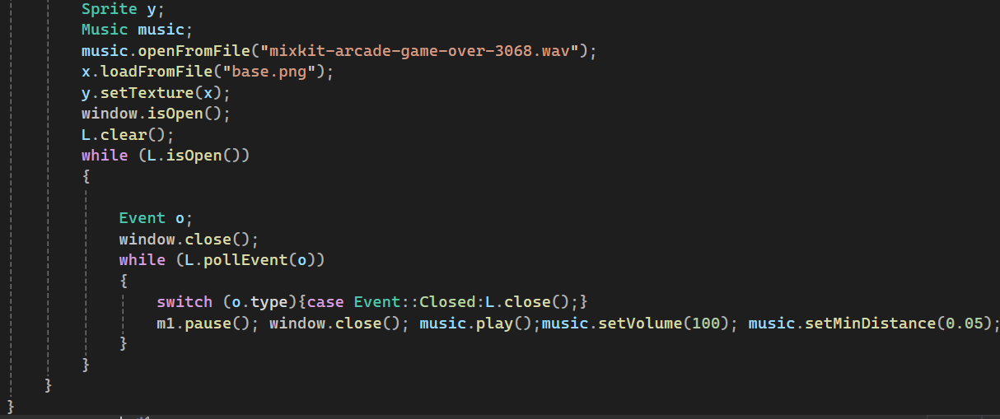 Sprite y;
Music music;
music.openFromFile("mixkit-arcade-game-over-3068.wav");
x.loadFromFile("base.png");
y.setTexture(x);
window.isOpen();
L.clear();
while (L.isOpen())
{
Event o;
window.close();
while (L.pollEvent(o))
{
switch (o.type){case Event::Closed:L.close();}
m1.pause(); window.close(); music.play();music.setVolume(100); music.setMinDistance(0.05);
}
}
}
}